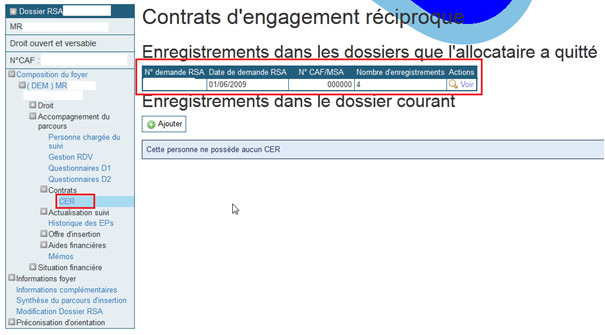 Dossier RSA
MR
Droit ouvert et versable
N°CAF :
Composition du foyer
( DEM ) MR
Droit
Accompagnement du
parcours
Personne chargée du
suivi
Gestion RDV
Questionnaires D1
Questionnaires D2
Contrats
CER
Actualisation suivi
Historique des EPs
Offre d'insertion
Aides financières
Mémos
Situation financière
Informations foyer
Informations complémentaires
Synthèse du parcours d'insertion
Modification Dossier RSA
Préconisation d'orientation
Contrats d'engagement réciproque
Enregistrements dans les dossiers que l'allocataire a quitté
N° demande RSA Date de demande RSA N° CAF/MSA Nombre d'enregistrements Actions
01/06/2009 000000 4 Voir
Enregistrements dans le dossier courant
Ajouter
Cette personne ne possède aucun CER